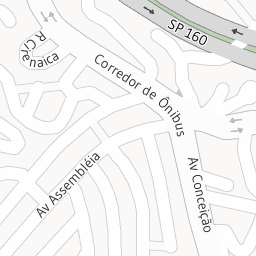 SP 160
R Cirenaica
Corredor de Ônibus
Av Assembléia
Av Conceição